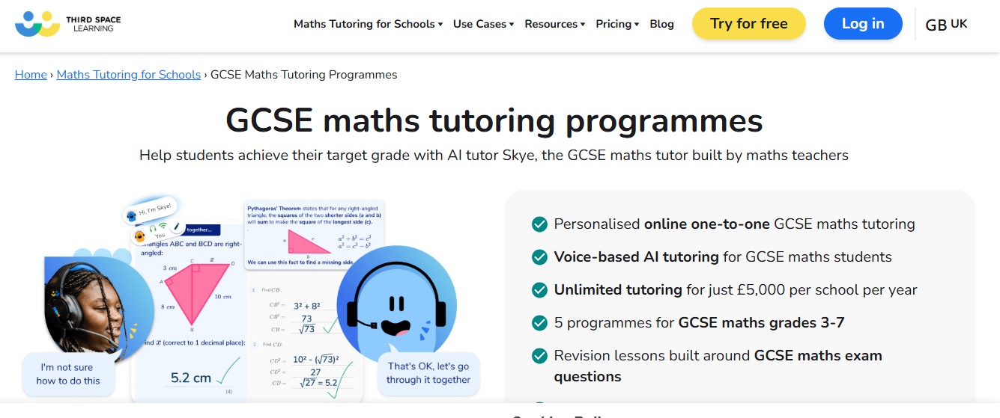 THIRD SPACE
LEARNING
Maths Tutoring for Schools ▾ Use Cases ▾ Resources ▾ Pricing ▾ Blog Try for free Log in GB UK
Home › Maths Tutoring for Schools › GCSE Maths Tutoring Programmes
GCSE maths tutoring programmes
Help students achieve their target grade with AI tutor Skye, the GCSE maths tutor built by maths teachers
Hi, I'm Skye!
You
together...
angles ABC and BCD are right-
angled:
3 cm
x
C
D
A
8 cm
10 cm
B
ind x (correct to 1 decimal place):
5.2 cm
(4)
Pythagoras' Theorem states that for any right-angled
triangle, the squares of the two shorter sides (a and b)
will sum to make the square of the longest side (c).
a
b
a² + b² = c²
a² = c² − b²
We can use this fact to find a missing side.
1 Find CB:
CB² = 3² + 8²
CB² = 73
CB = √73
2 Find CD:
CD² = 10² - (√73)²
CD² = 27
CD = √27 = 5.2
I'm not sure
how to do this
That's OK, let's go
through it together
Personalised online one-to-one GCSE maths tutoring
Voice-based AI tutoring for GCSE maths students
Unlimited tutoring for just £5,000 per school per year
5 programmes for GCSE maths grades 3-7
Revision lessons built around GCSE maths exam
questions